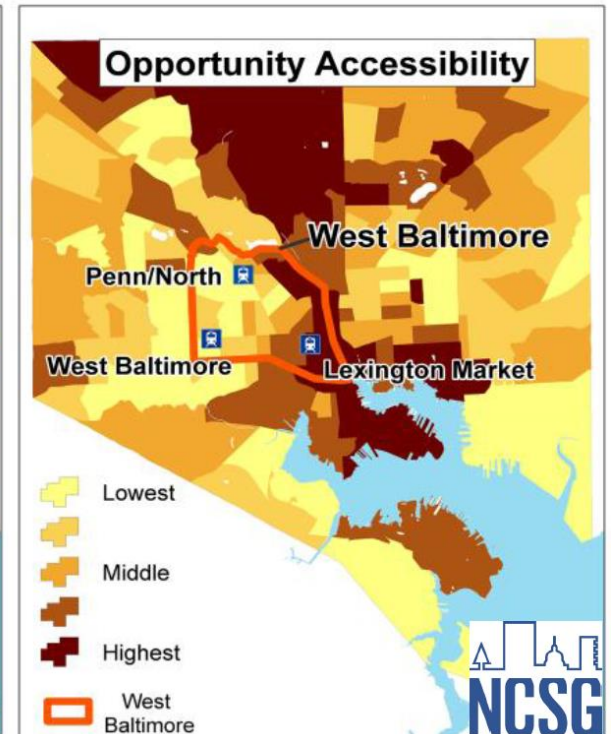 Opportunity Accessibility
West Baltimore
Penn/North
West Baltimore
Lexington Market
Lowest
Middle
Highest
West
Baltimore
NCSG